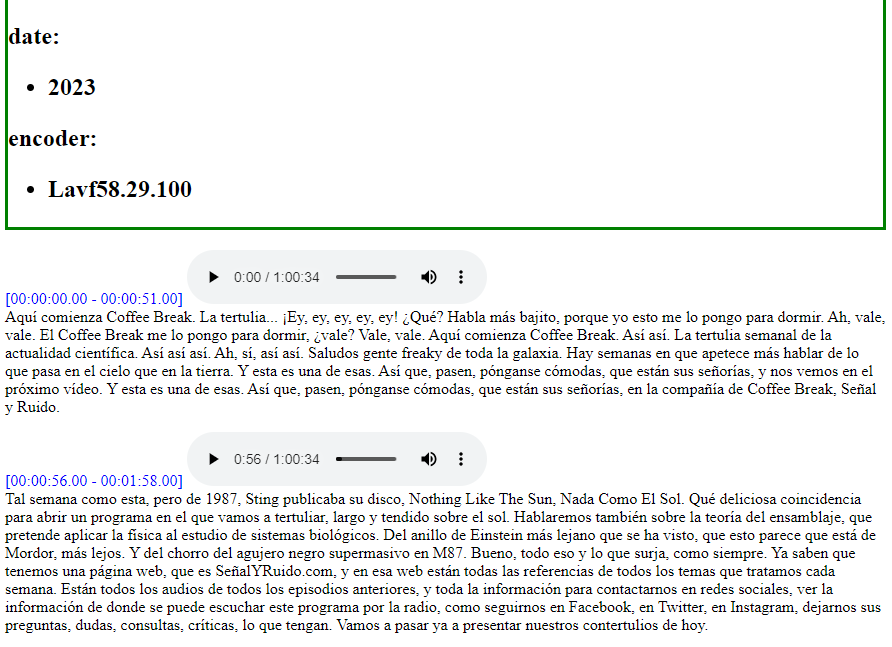 date:
• 2023
encoder:
• Lavf58.29.100
0:00 / 1:00:34
[00:00:00.00 - 00:00:51.00]
Aquí comienza Coffee Break. La tertulia... ¡Ey, ey, ey, ey, ey! ¿Qué? Habla más bajito, porque yo esto me lo pongo para dormir. Ah, vale,
vale. El Coffee Break me lo pongo para dormir, ¿vale? Vale, vale. Aquí comienza Coffee Break. Así así. La tertulia semanal de la
actualidad científica. Así así así. Ah, sí, así así. Saludos gente freaky de toda la galaxia. Hay semanas en que apetece más hablar de lo
que pasa en el cielo que en la tierra. Y esta es una de esas. Así que, pasen, pónganse cómodas, que están sus señorías, y nos vemos en el
próximo vídeo. Y esta es una de esas. Así que, pasen, pónganse cómodas, que están sus señorías, en la compañía de Coffee Break, Señal
y Ruido.
0:56 / 1:00:34
[00:00:56.00 - 00:01:58.00]
Tal semana como esta, pero de 1987, Sting publicaba su disco, Nothing Like The Sun, Nada Como El Sol. Qué deliciosa coincidencia
para abrir un programa en el que vamos a tertuliar, largo y tendido sobre el sol. Hablaremos también sobre la teoría del ensamblaje, que
pretende aplicar la física al estudio de sistemas biológicos. Del anillo de Einstein más lejano que se ha visto, que esto parece que está de
Mordor, más lejos. Y del chorro del agujero negro supermasivo en M87. Bueno, todo eso y lo que surja, como siempre. Ya saben que
tenemos una página web, que es SeñalYRuido.com, y en esa web están todas las referencias de todos los temas que tratamos cada
semana. Están todos los audios de todos los episodios anteriores, y toda la información para contactarnos en redes sociales, ver la
información de donde se puede escuchar este programa por la radio, como seguirnos en Facebook, en Twitter, en Instagram, dejarnos sus
preguntas, dudas, consultas, críticas, lo que tengan. Vamos a pasar ya a presentar nuestros contertulios de hoy.